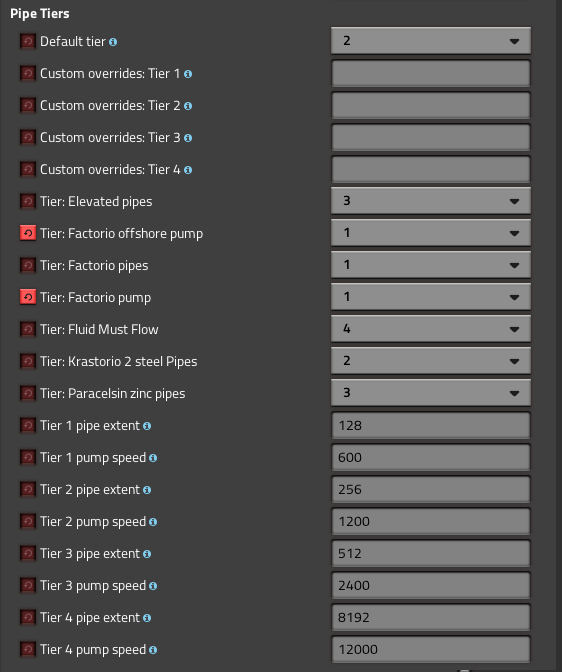 Pipe Tiers
Default tier 2
Custom overrides: Tier 1
Custom overrides: Tier 2
Custom overrides: Tier 3
Custom overrides: Tier 4
Tier: Elevated pipes 3
Tier: Factorio offshore pump 1
Tier: Factorio pipes 1
Tier: Factorio pump 1
Tier: Fluid Must Flow 4
Tier: Krastorio 2 steel Pipes 2
Tier: Paracelsin zinc pipes 3
Tier 1 pipe extent 128
Tier 1 pump speed 600
Tier 2 pipe extent 256
Tier 2 pump speed 1200
Tier 3 pipe extent 512
Tier 3 pump speed 2400
Tier 4 pipe extent 8192
Tier 4 pump speed 12000